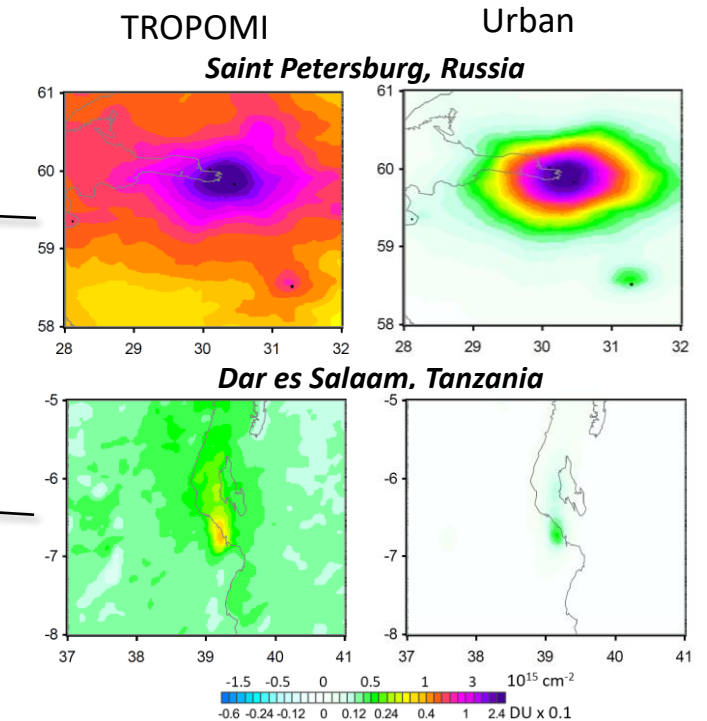 TROPOMI Urban
Saint Petersburg, Russia
61 61
60 60
59 59
58 58
28 29 30 31 32 28 29 30 31 32
Dar es Salaam, Tanzania
-5 -5
-6 -6
-7 -7
-8 -8
37 38 39 40 41 37 38 39 40 41
-1.5 -0.5 0 0.5 1 3 10¹⁵ cm⁻²
-0.6 -0.24 -0.12 0 0.12 0.24 0.4 1 2.4 DU x 0.1